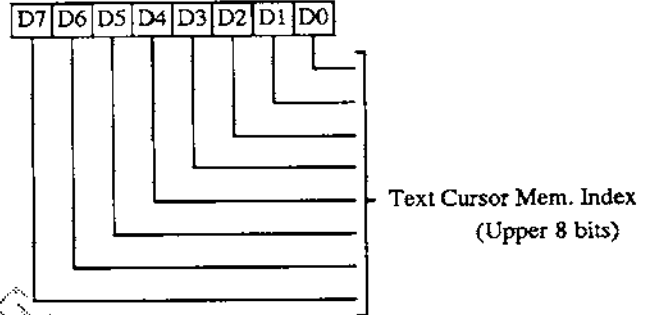 D7 D6 D5 D4 D3 D2 D1 D0
Text Cursor Mem. Index
(Upper 8 bits)